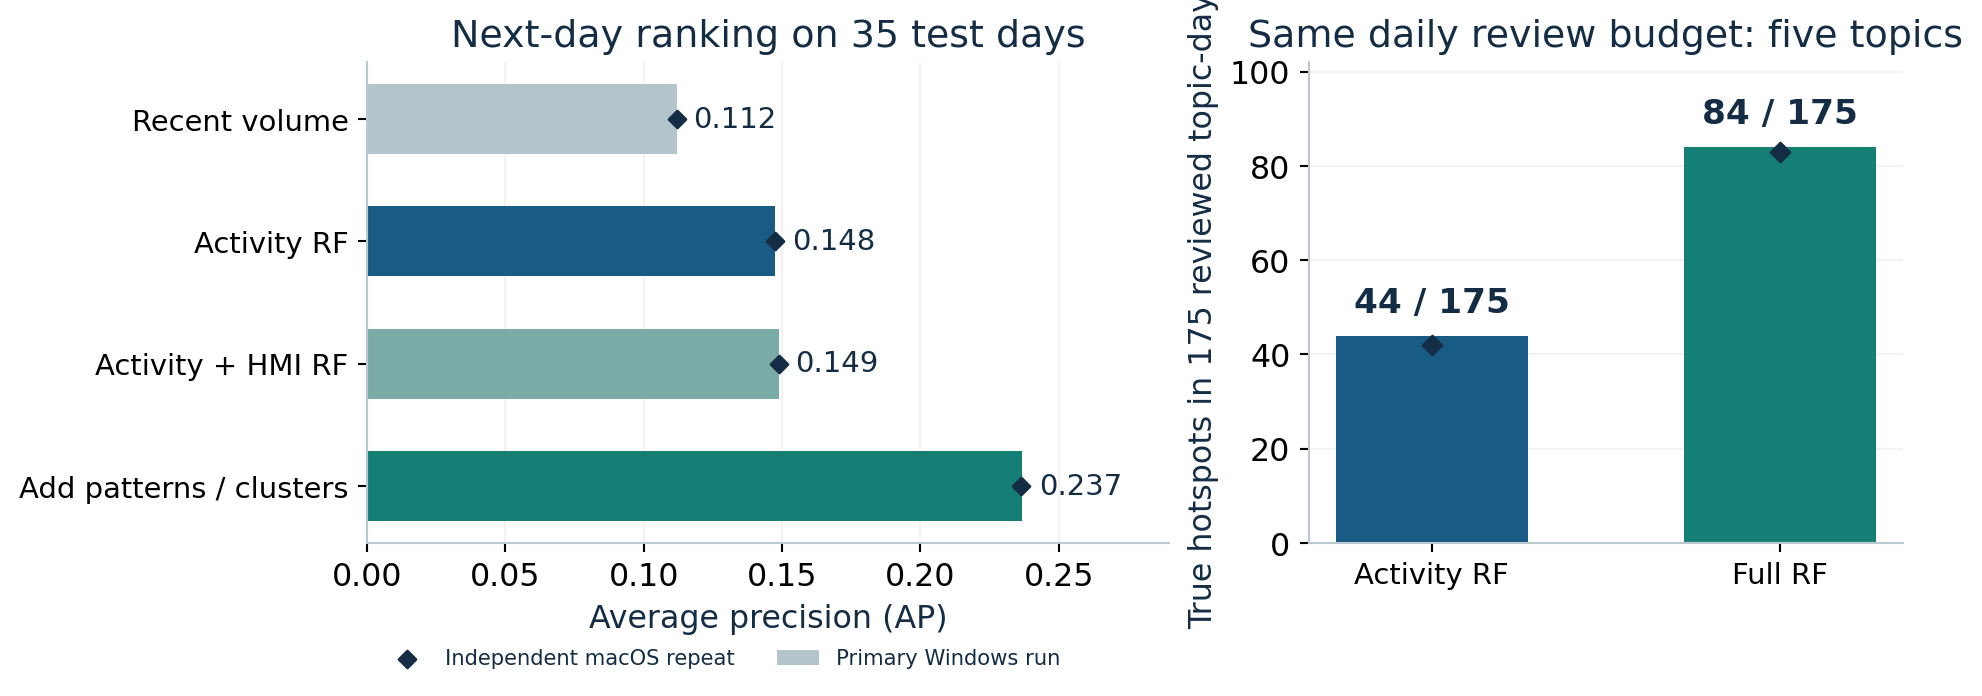 Next-day ranking on 35 test days
Recent volume
0.112
Activity RF
0.148
Activity + HMI RF
0.149
Add patterns / clusters
0.237
0.00 0.05 0.10 0.15 0.20 0.25
Average precision (AP)
Independent macOS repeat
Primary Windows run
Same daily review budget: five topics
True hotspots in 175 reviewed topic-day
100
80
60
40
20
0
44 / 175
84 / 175
Activity RF
Full RF